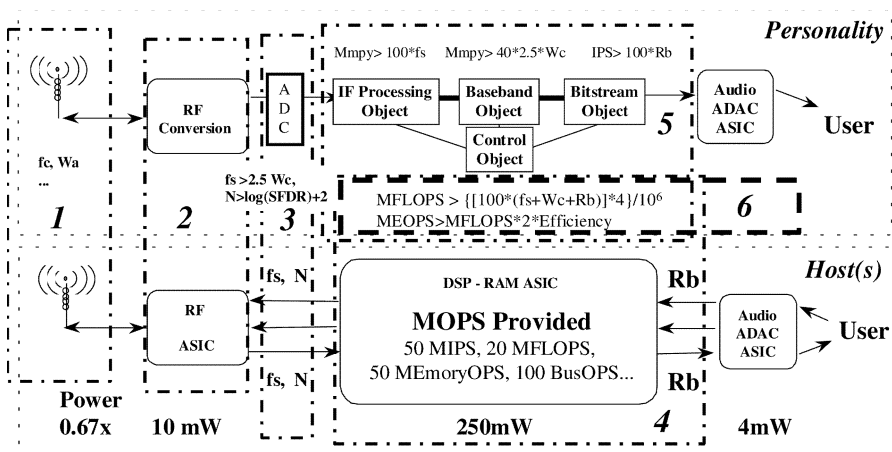 Personality
Mmpy> 100*fs
Mmpy> 40*2.5*Wc
IPS> 100*Rb
RF
Conversion
A
D
C
IF Processing
Object
Baseband
Object
Bitstream
Object
Control
Object
5
Audio
ADAC
ASIC
User
fc, Wa
...
1
2
fs >2.5 Wc,
N>log(SFDR)+2
3
MFLOPS > {[100*(fs+Wc+Rb)]*4}/10⁶
MEOPS>MFLOPS*2*Efficiency
6
Host(s)
RF
ASIC
fs, N
fs, N
DSP - RAM ASIC
MOPS Provided
50 MIPS, 20 MFLOPS,
50 MEmoryOPS, 100 BusOPS...
Rb
Rb
Audio
ADAC
ASIC
User
Power
0.67x
10 mW
250mW
4
4mW